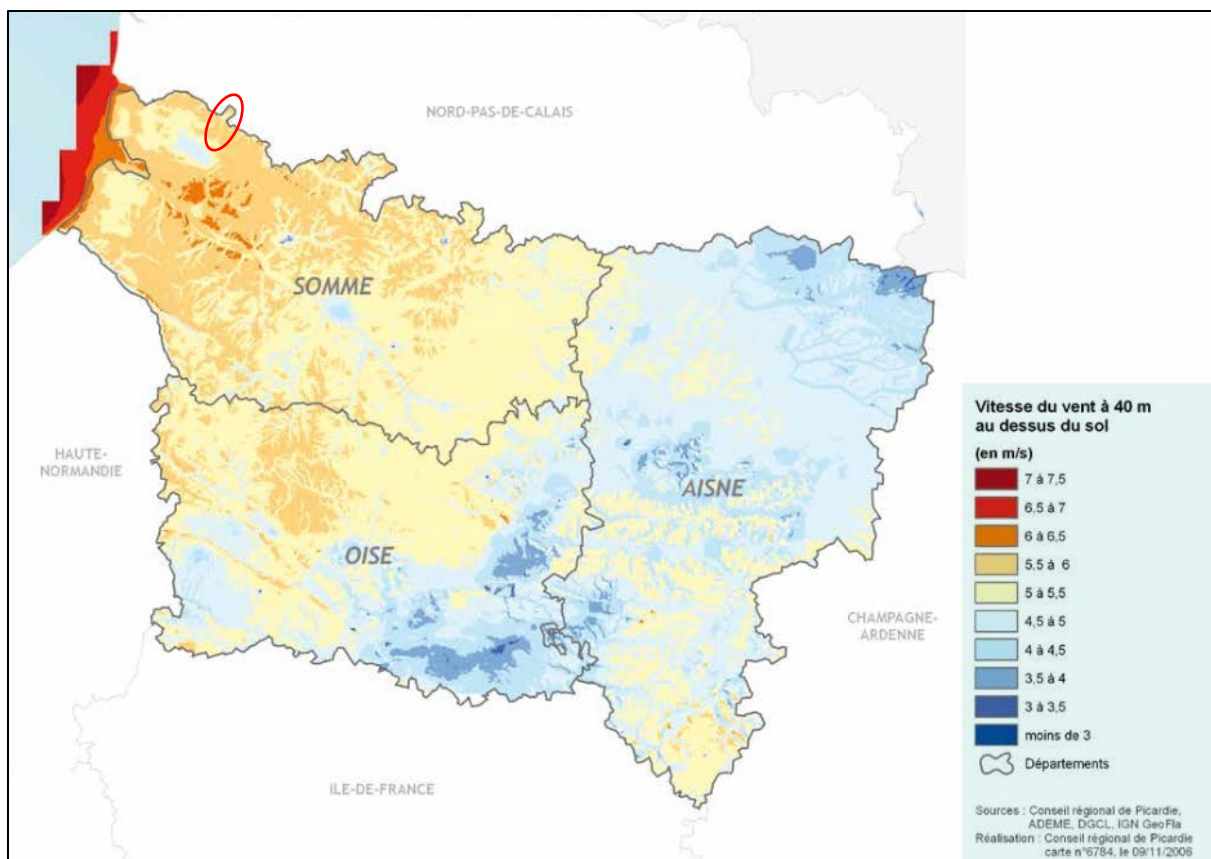 NORD-PAS-DE-CALAIS
SOMME
HAUTE-
NORMANDIE
AISNE
OISE
CHAMPAGNE-
ARDENNE
ILE-DE-FRANCE
Vitesse du vent à 40 m
au dessus du sol
(en m/s)
7 à 7,5
6,5 à 7
6 à 6,5
5,5 à 6
5 à 5,5
4,5 à 5
4 à 4,5
3,5 à 4
3 à 3,5
moins de 3
Départements
Sources : Conseil régional de Picardie,
ADEME, DGCL, IGN GeoFla
Réalisation : Conseil régional de Picardie
carte n°6784, le 09/11/2006